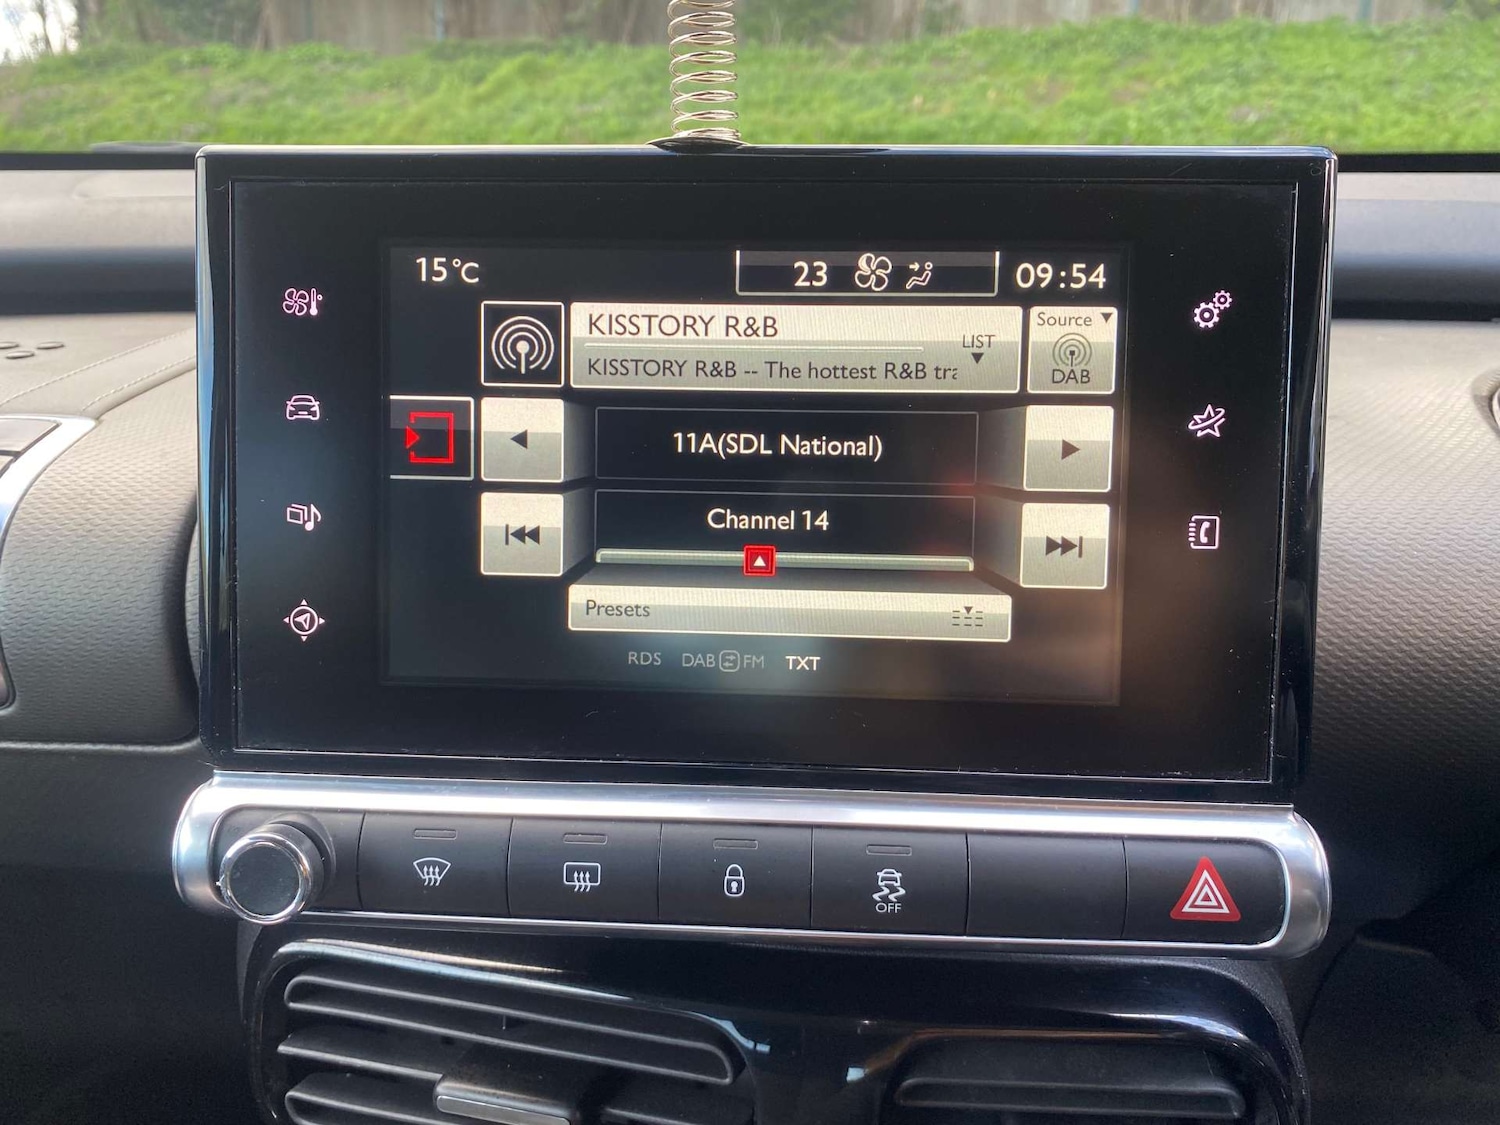 15°C
23
09:54
KISSTORY R&B
LIST
KISSTORY R&B -- The hottest R&B tra
Source
DAB
11A(SDL National)
Channel 14
Presets
RDS DAB FM TXT
OFF